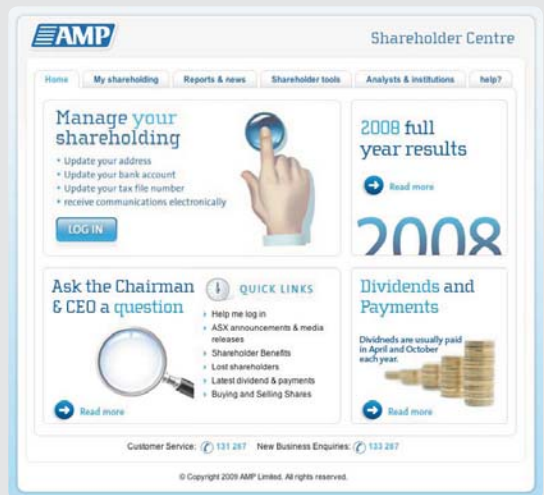 AMP
Shareholder Centre
Home My shareholding Reports & news Shareholder tools Analysts & institutions help?
Manage your
shareholding
• Update your address
• Update your bank account
• Update your tax file number
• receive communications electronically
LOG IN
2008 full
year results
Read more
2008
Ask the Chairman
& CEO a question
Read more
QUICK LINKS
Help me log in
ASX announcements & media
releases
Shareholder Benefits
Lost shareholders
Latest dividend & payments
Buying and Selling Shares
Dividends and
Payments
Dividneds are usually paid
in April and October
each year.
Read more
Customer Service: 131 267 New Business Enquiries: 133 267
© Copyright 2009 AMP Limited. All rights reserved.